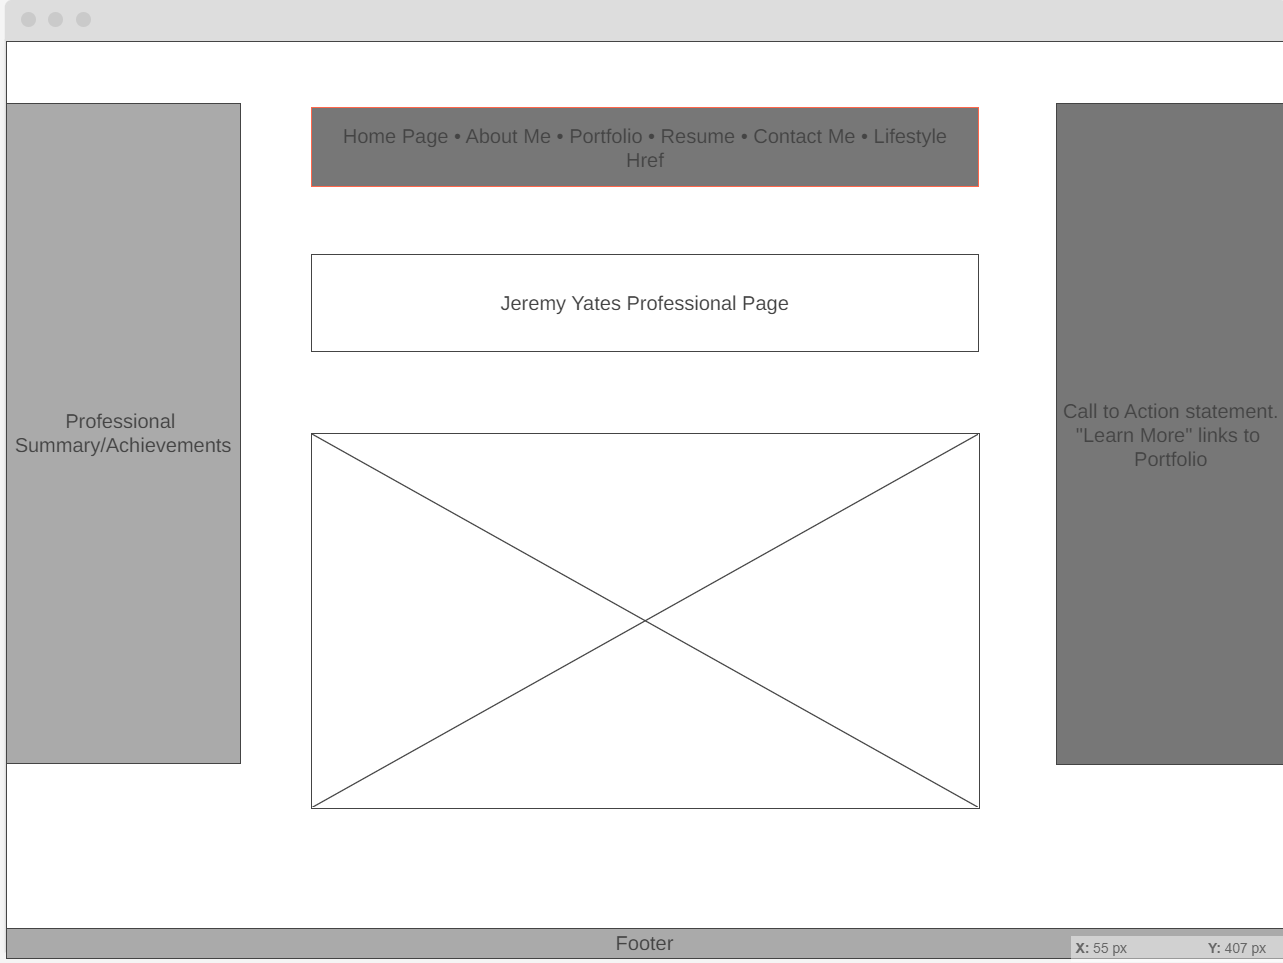 Home Page • About Me • Portfolio • Resume • Contact Me • Lifestyle
Href
Jeremy Yates Professional Page
Professional
Summary/Achievements
Call to Action statement.
"Learn More" links to
Portfolio
Footer
X: 55 px Y: 407 px